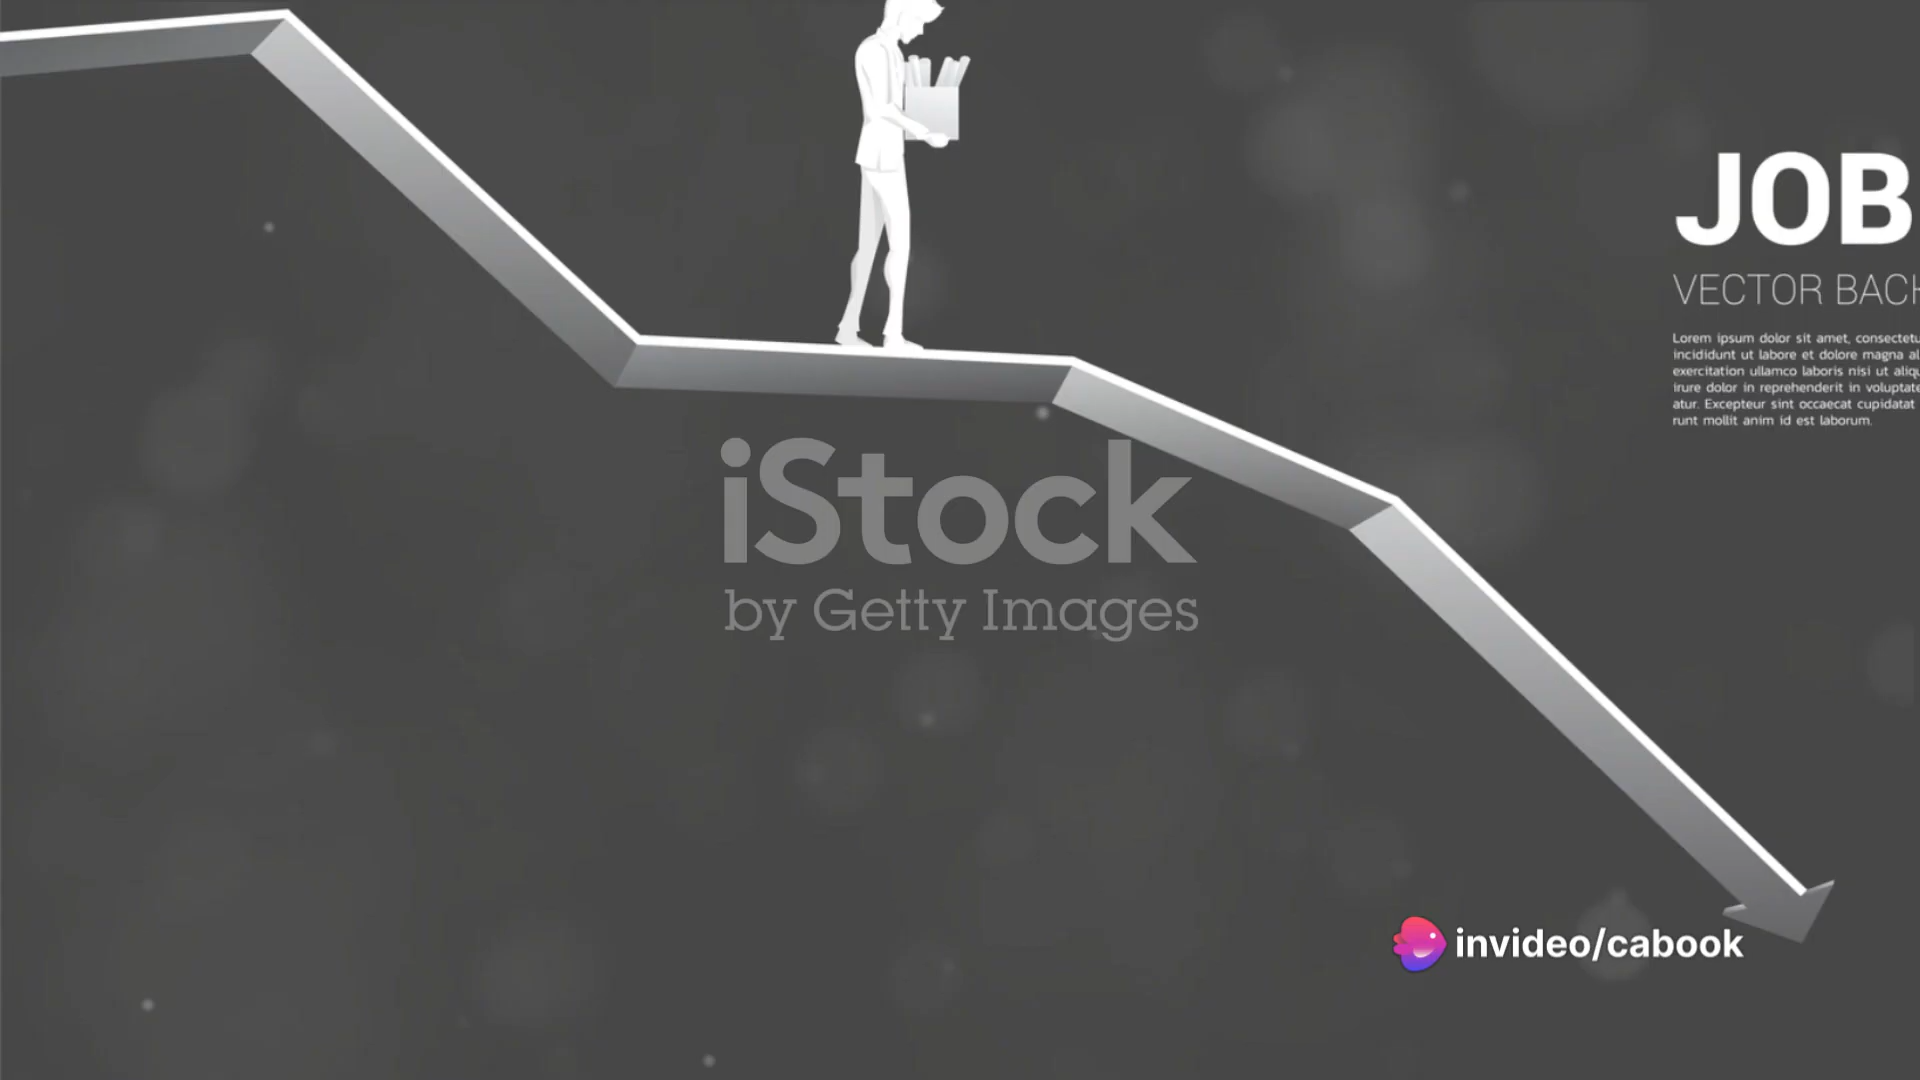 JOB
VECTOR BACK
Lorem ipsum dolor sit amet, consectetu
incididunt ut labore et dolore magna al
exercitation ullamco laboris nisi ut aliqu
irure dolor in reprehenderit in voluptate
atur. Excepteur sint occaecat cupidatat
runt mollit anim id est laborum.
iStock
by Getty Images
invideo/cabook